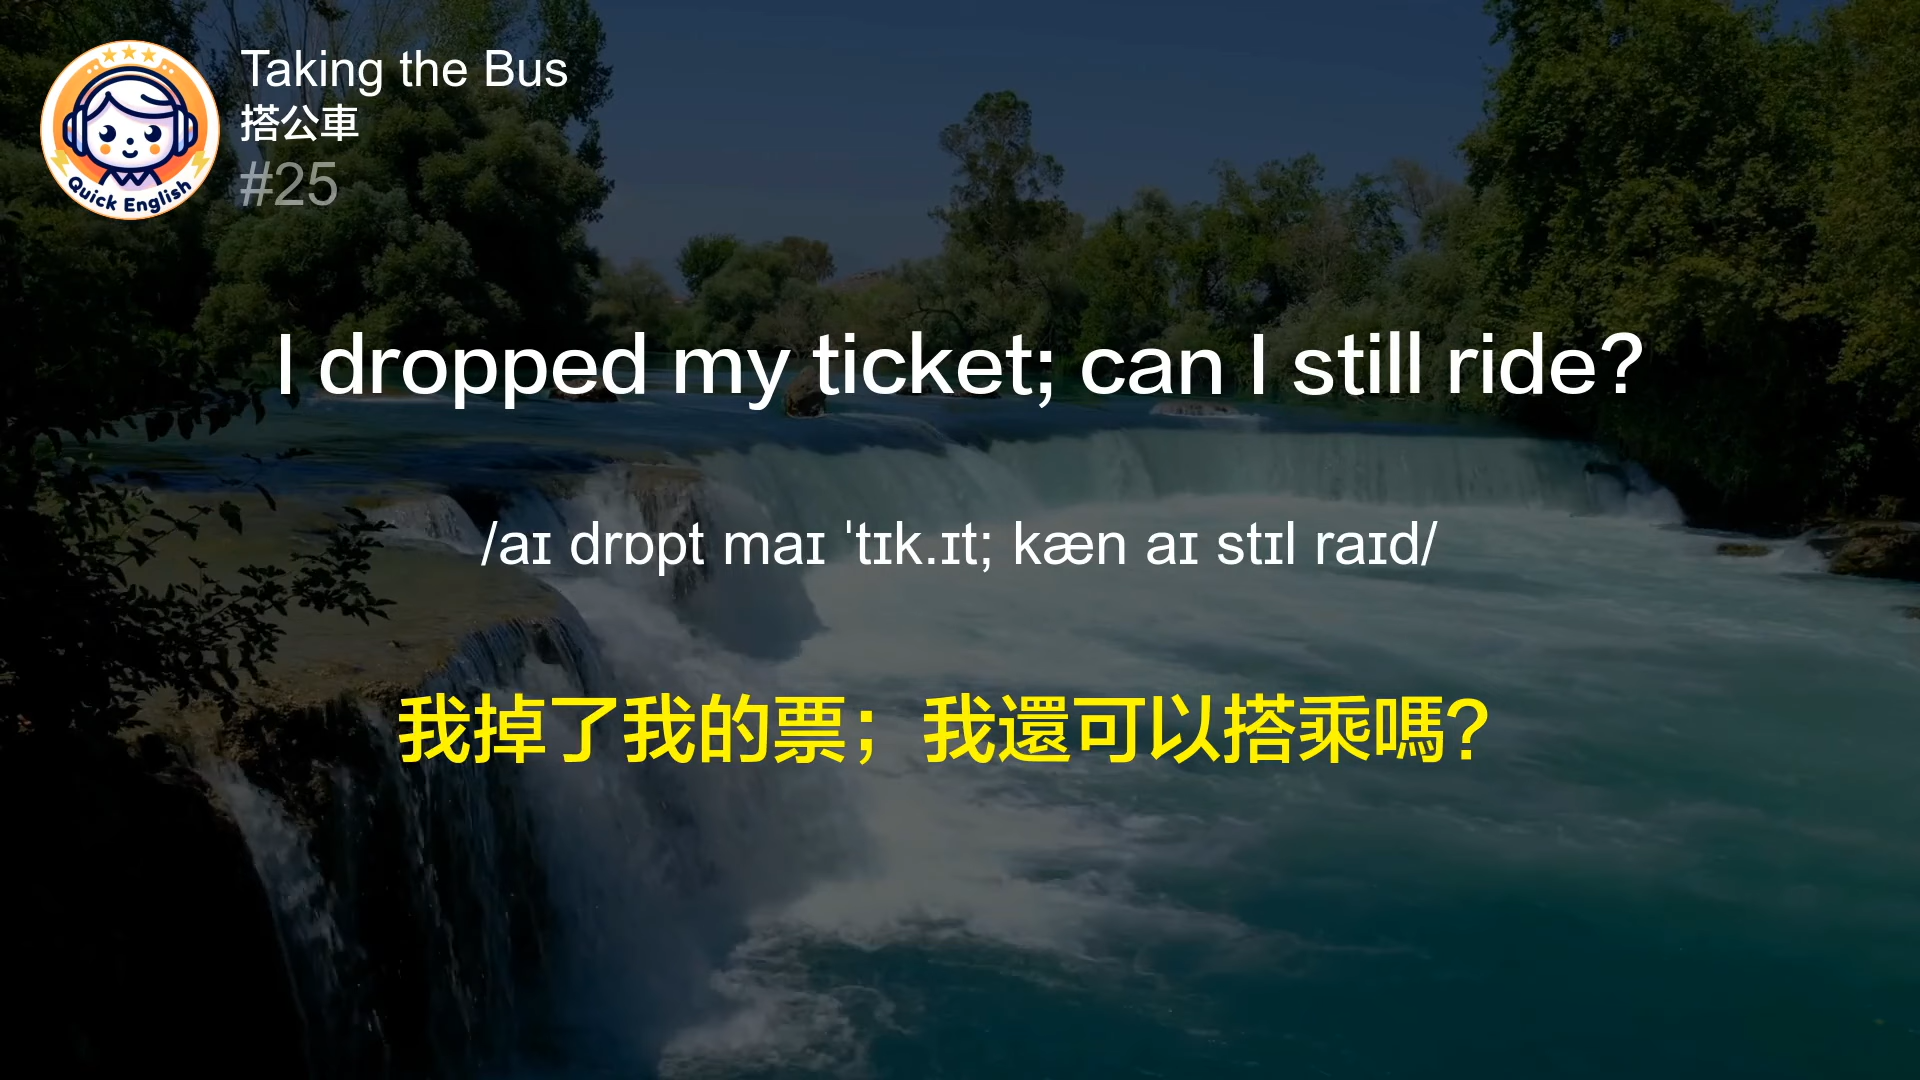 Taking the Bus
搭公車
#25
Quick English
I dropped my ticket; can I still ride?
/aɪ drɒpt maɪ ˈtɪk.ɪt; kæn aɪ stɪl raɪd/
我掉了我的票；我還可以搭乘嗎?